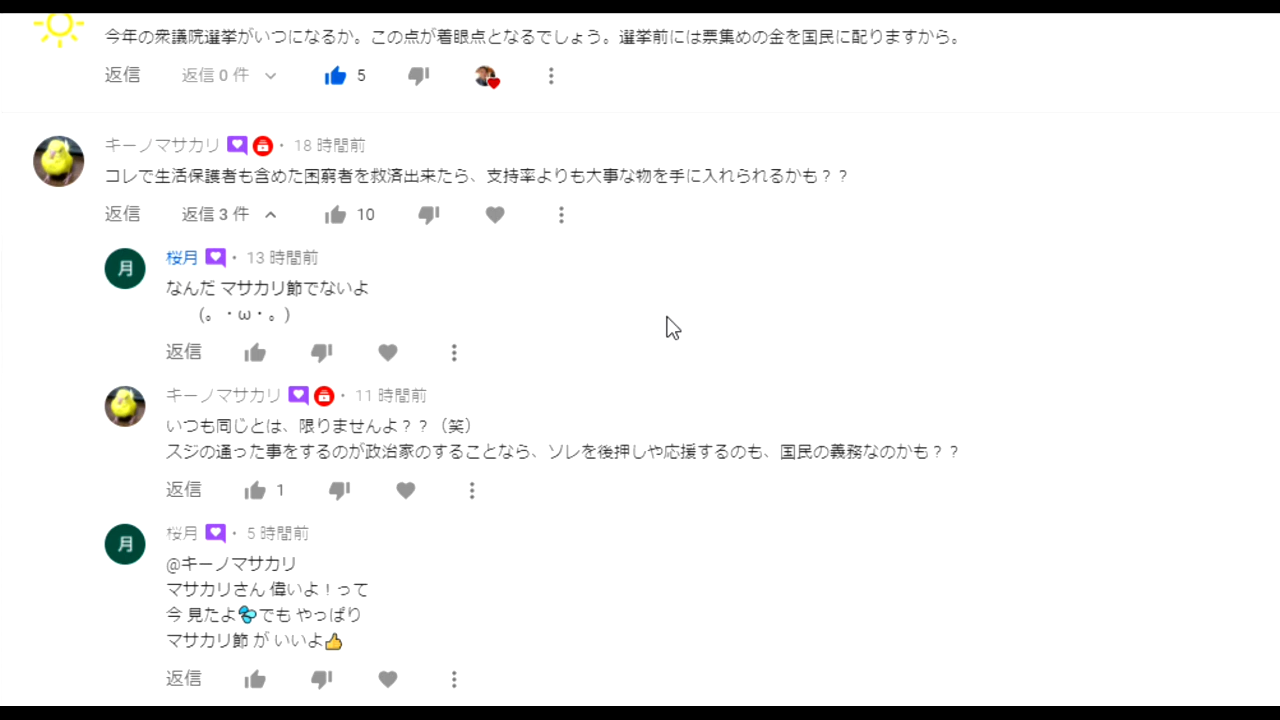 今年の衆議院選挙がいつになるか。この点が着眼点となるでしょう。選挙前には票集めの金を国民に配りますから。
返信 返信 0 件 5
キーノマサカリ ・ 18 時間前
コレで生活保護者も含めた困窮者を救済出来たら、支持率よりも大事な物を手に入れられるかも？？
返信 返信 3 件 10
月 桜月 ・ 13 時間前
なんだ マサカリ節でないよ
(。・ω・。)
返信
キーノマサカリ ・ 11 時間前
いつも同じとは、限りませんよ？？（笑）
スジの通った事をするのが政治家のすることなら、ソレを後押しや応援するのも、国民の義務なのかも？？
返信 1
月 桜月 ・ 5 時間前
@キーノマサカリ
マサカリさん 偉いよ！って
今 見たよ💦でも やっぱり
マサカリ節 が いいよ👍
返信